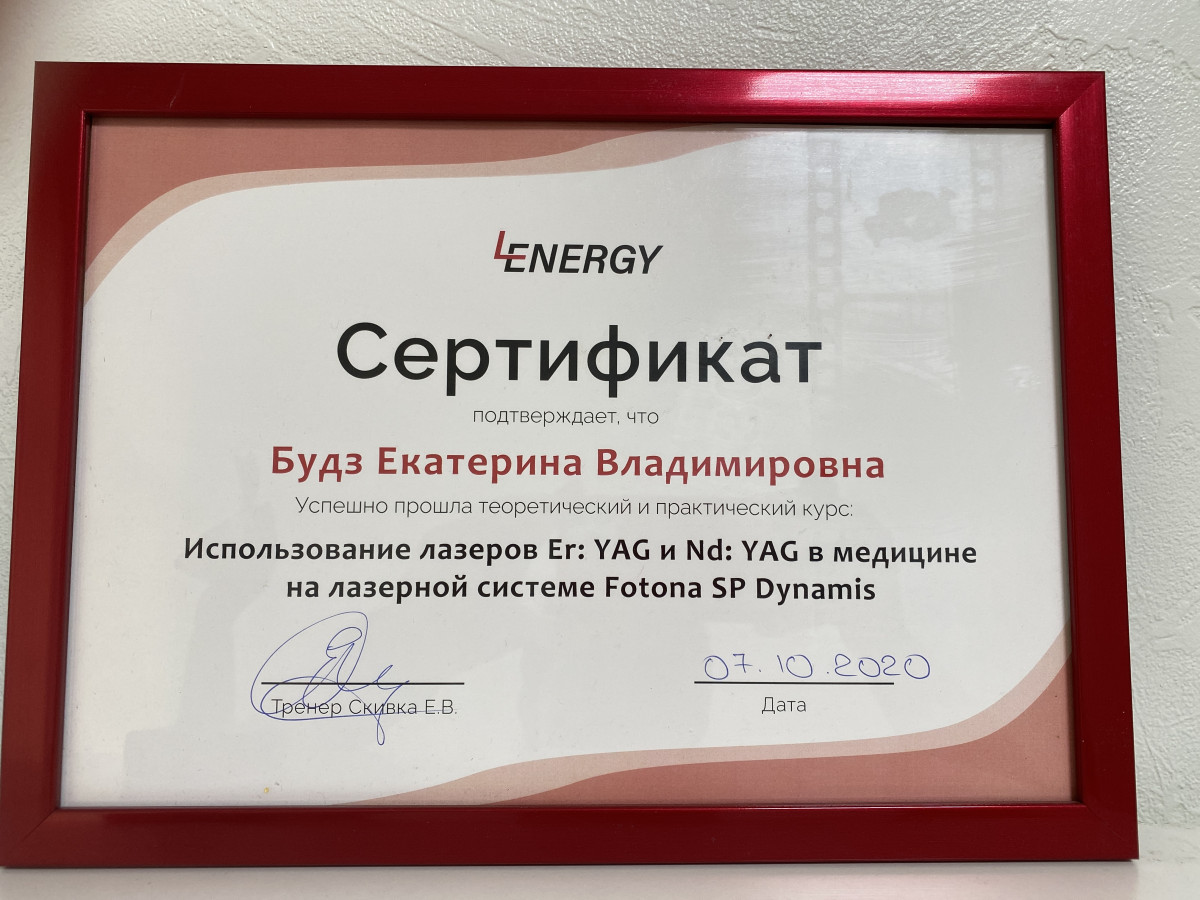 LENERGY
Сертификат
подтверждает, что
Будз Екатерина Владимировна
Успешно прошла теоретический и практический курс:
Использование лазеров Er: YAG и Nd: YAG в медицине
на лазерной системе Fotona SP Dynamis
07.10.2020
Тренер Скивка Е.В.
Дата